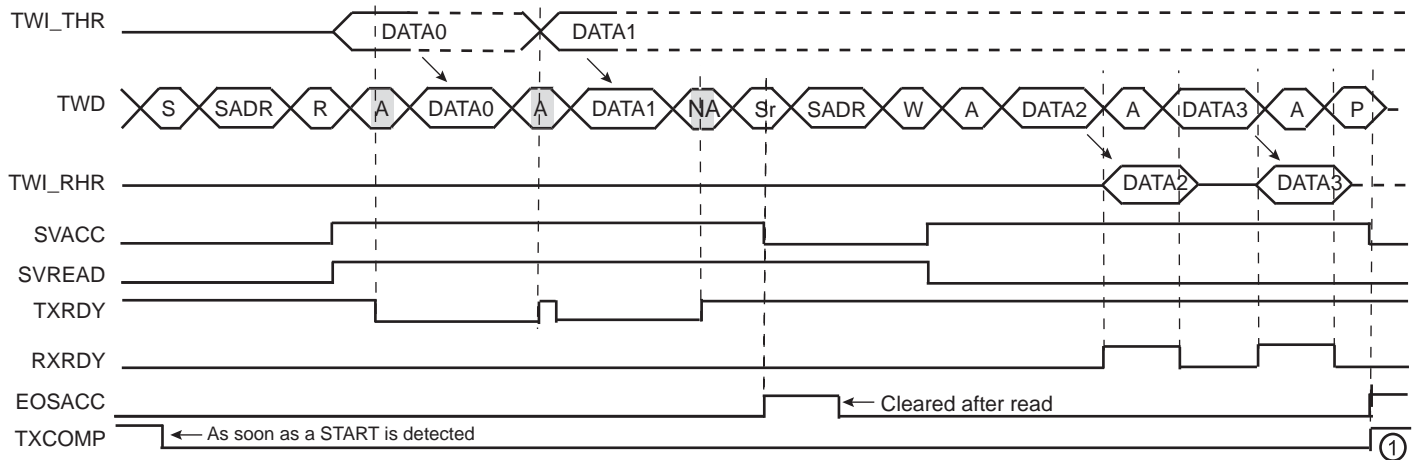 TWI_THR DATA0 DATA1
TWD S SADR R A DATA0 A DATA1 NA Sr SADR W A DATA2 A DATA3 A P
TWI_RHR DATA2 DATA3
SVACC
SVREAD
TXRDY
RXRDY
EOSACC Cleared after read
TXCOMP As soon as a START is detected 1